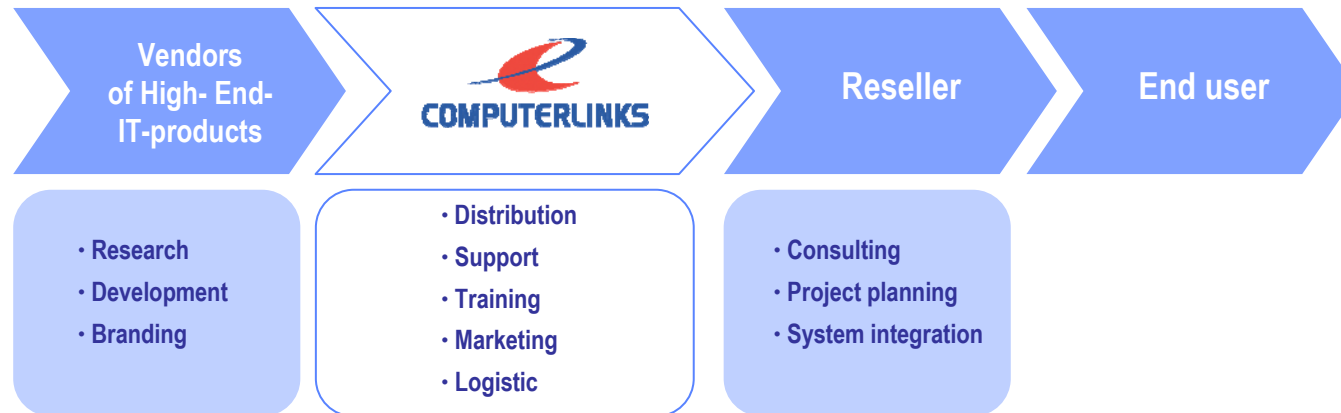 Vendors
of High- End-
IT-products
COMPUTERLINKS
Reseller
End user
· Research
· Development
· Branding
· Distribution
· Support
· Training
· Marketing
· Logistic
· Consulting
· Project planning
· System integration